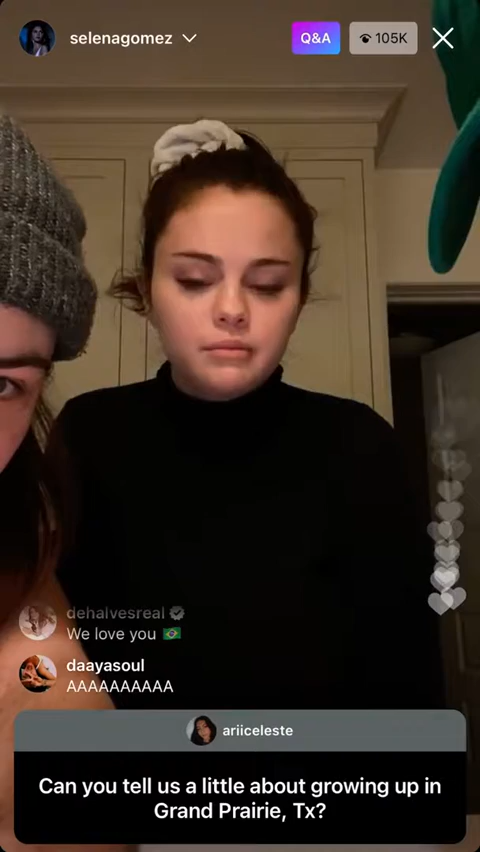 selenagomez
Q&A
105K
dehalvesreal
We love you 🇧🇷
daayasoul
AAAAAAAAAA
ariiceleste
Can you tell us a little about growing up in
Grand Prairie, Tx?